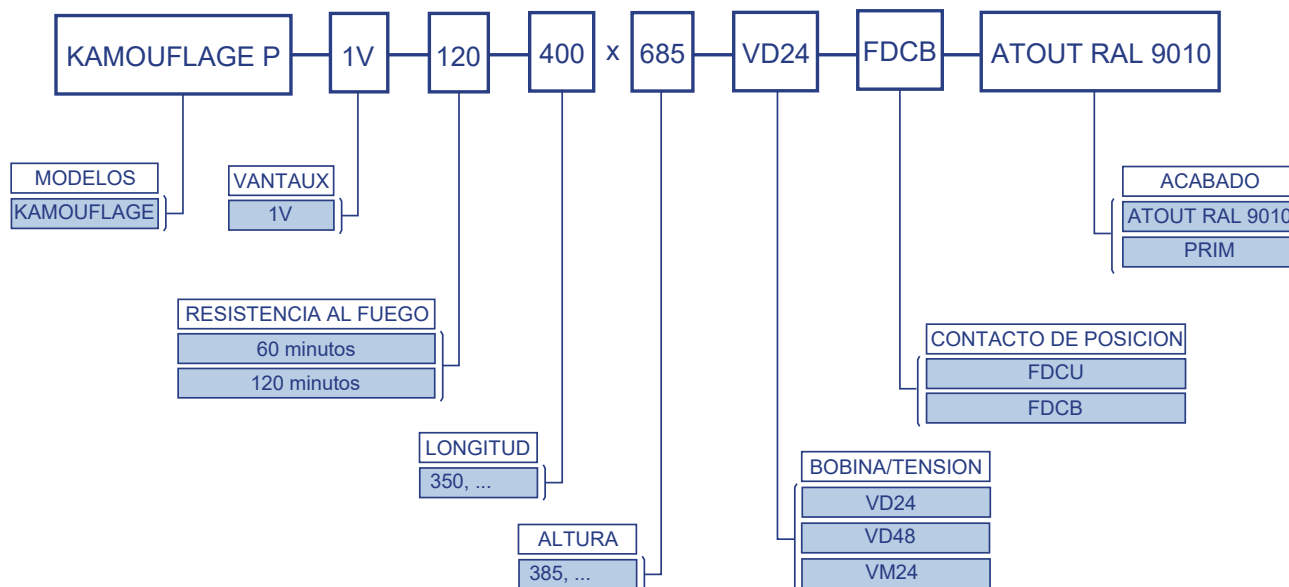 KAMOUFLAGE P 1V 120 400 x 685 VD24 FDCB ATOUT RAL 9010
MODELOS
KAMOUFLAGE
VANTAUX
1V
ACABADO
ATOUT RAL 9010
PRIM
RESISTENCIA AL FUEGO
60 minutos
120 minutos
CONTACTO DE POSICION
FDCU
FDCB
LONGITUD
350, ...
BOBINA/TENSION
VD24
VD48
VM24
ALTURA
385, ...